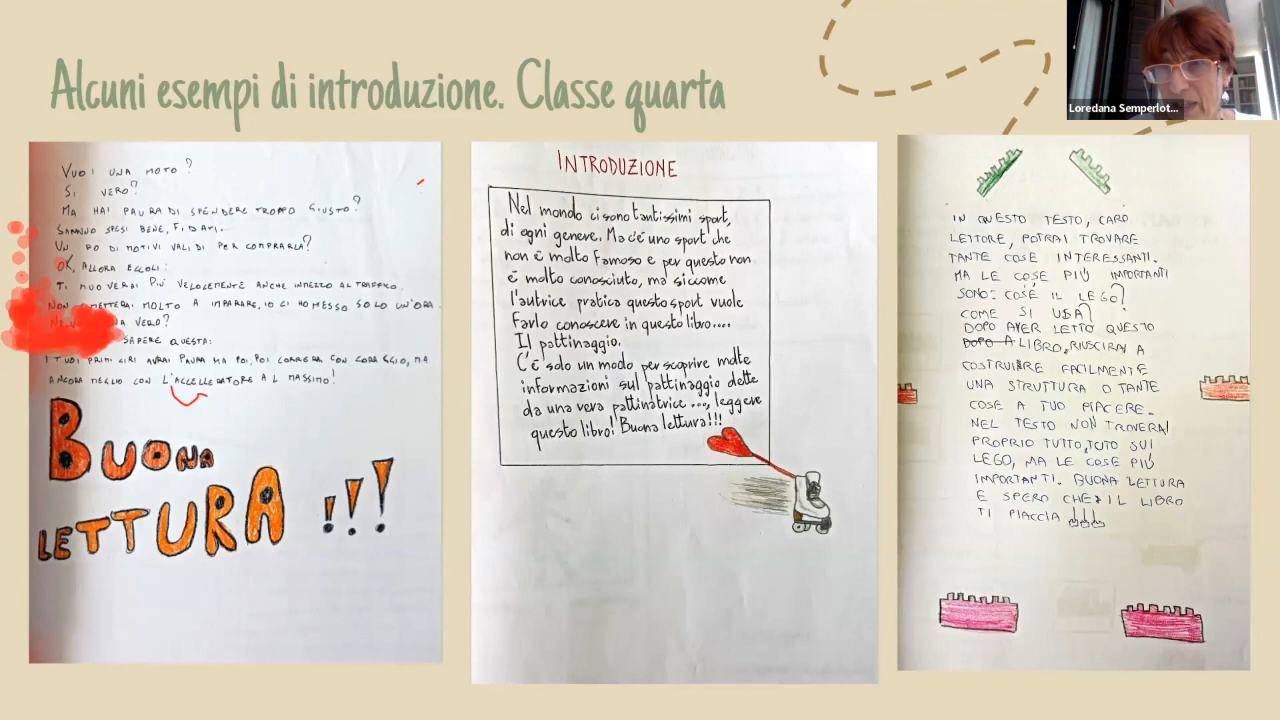 Alcuni esempi di introduzione. Classe quarta
Loredana Semperlot...
VUOI UNA MOTO?
SI VERO?
MA HAI PAURA DI SPENDERE TROPPO GIUSTO?
SARANNO SPESI BENE, FIDATI.
UN PO DI MOTIVI VALIDI PER COMPRARLA?
OK, ALLORA ECCOLI:
TI MUOVERAI PIÙ VELOCEMENTE ANCHE IN MEZZO AL TRAFFICO.
NON METTERAI MOLTO A IMPARARE, IO CI HO MESSO SOLO UN'ORA.
VERO?
SAPERE QUESTA:
I TUOI PRIMI GIRI AVRAI PAURA MA POI, POI CORRERAI CON CORAGGIO, MA
ANCORA MEGLIO CON L'ACCELLERATORE AL MASSIMO!
BUONA
LETTURA!!!
INTRODUZIONE
Nel mondo ci sono tantissimi sport,
di ogni genere. Ma c'è uno sport che
non è molto famoso e per questo non
è molto conosciuto, ma siccome
l'autrice pratica questo sport vuole
farlo conoscere in questo libro....
Il pattinaggio.
C'è solo un modo per scoprire molte
informazioni sul pattinaggio dette
da una vera pattinatrice ..., leggere
questo libro! Buona lettura!!!
IN QUESTO TESTO, CARO
LETTORE, POTRAI TROVARE
TANTE COSE INTERESSANTI.
MA LE COSE PIÙ IMPORTANTI
SONO: COS'È IL LEGO?
COME SI USA?
DOPO AVER LETTO QUESTO
DOPO A LIBRO, RIUSCIRAI A
COSTRUIRE FACILMENTE
UNA STRUTTURA O TANTE
COSE A TUO PIACERE.
NEL TESTO NON TROVERAI
PROPRIO TUTTO, TUTO SUI
LEGO, MA LE COSE PIÙ
IMPORTANTI. BUONA LETTURA
E SPERO CHE IL LIBRO
TI PIACCIA!!!